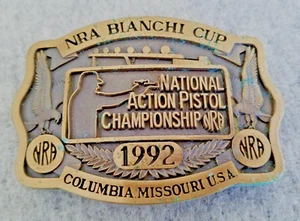 NRA BIANCHI CUP
NATIONAL
ACTION PISTOL
CHAMPIONSHIP NRA
1992
NRA NRA
COLUMBIA MISSOURI U.S.A